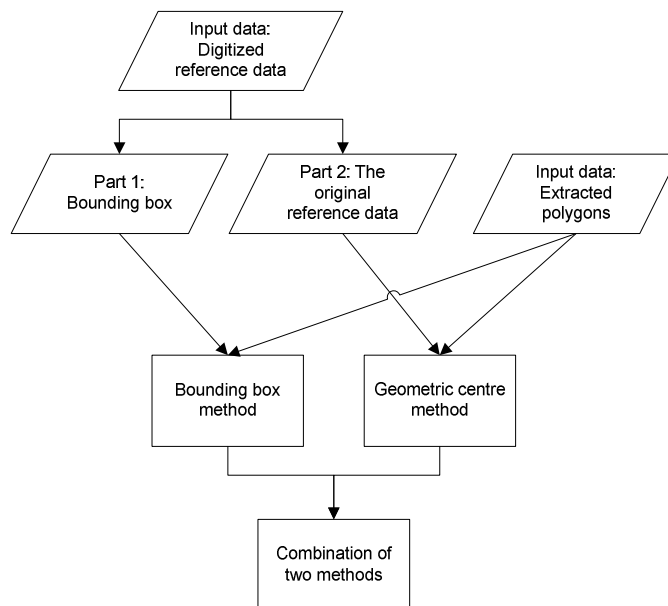 Input data:
Digitized
reference data
Part 1:
Bounding box
Part 2: The
original
reference data
Input data:
Extracted
polygons
Bounding box
method
Geometric centre
method
Combination of
two methods